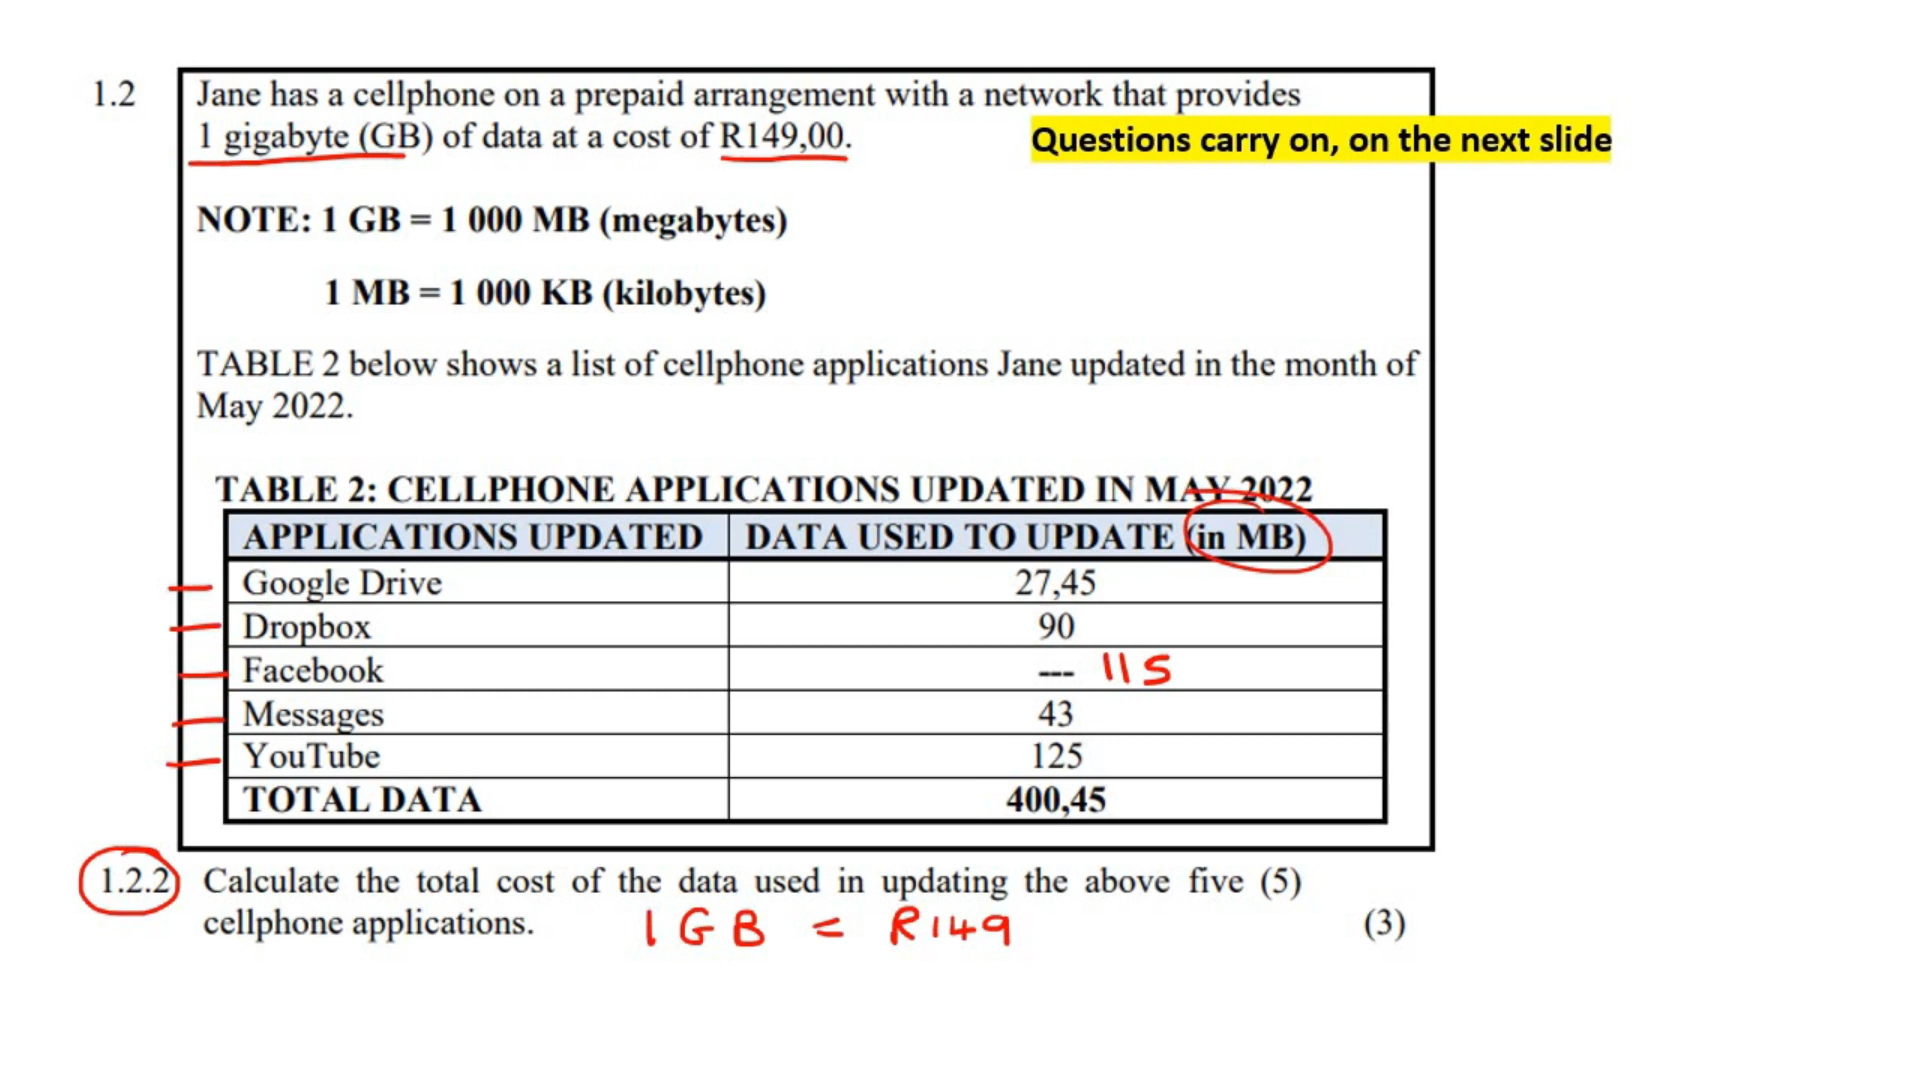 1.2 Jane has a cellphone on a prepaid arrangement with a network that provides
1 gigabyte (GB) of data at a cost of R149,00.
Questions carry on, on the next slide
NOTE: 1 GB = 1 000 MB (megabytes)
1 MB = 1 000 KB (kilobytes)
TABLE 2 below shows a list of cellphone applications Jane updated in the month of
May 2022.
TABLE 2: CELLPHONE APPLICATIONS UPDATED IN MAY 2022
APPLICATIONS UPDATED DATA USED TO UPDATE (in MB)
Google Drive 27,45
Dropbox 90
Facebook --- 115
Messages 43
YouTube 125
TOTAL DATA 400,45
1.2.2 Calculate the total cost of the data used in updating the above five (5)
cellphone applications. (3)
1 GB = R149